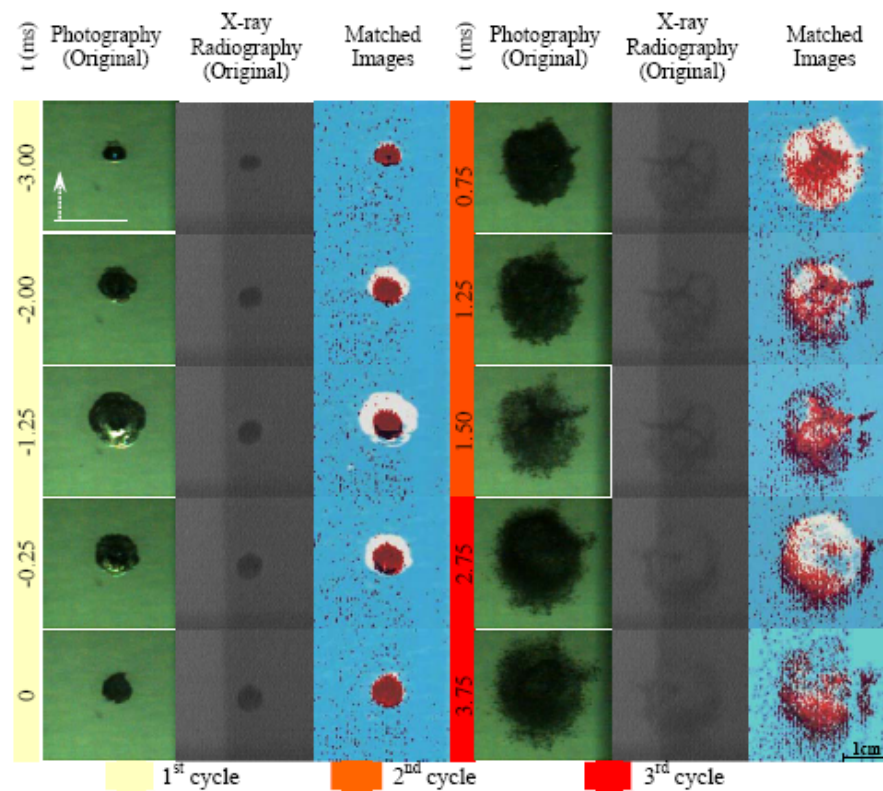 t (ms)
Photography
(Original)
X-ray
Radiography
(Original)
Matched
Images
t (ms)
Photography
(Original)
X-ray
Radiography
(Original)
Matched
Images
-3.00
-2.00
-1.25
-0.25
0
0.75
1.25
1.50
2.75
3.75
1cm
1st cycle
2nd cycle
3rd cycle